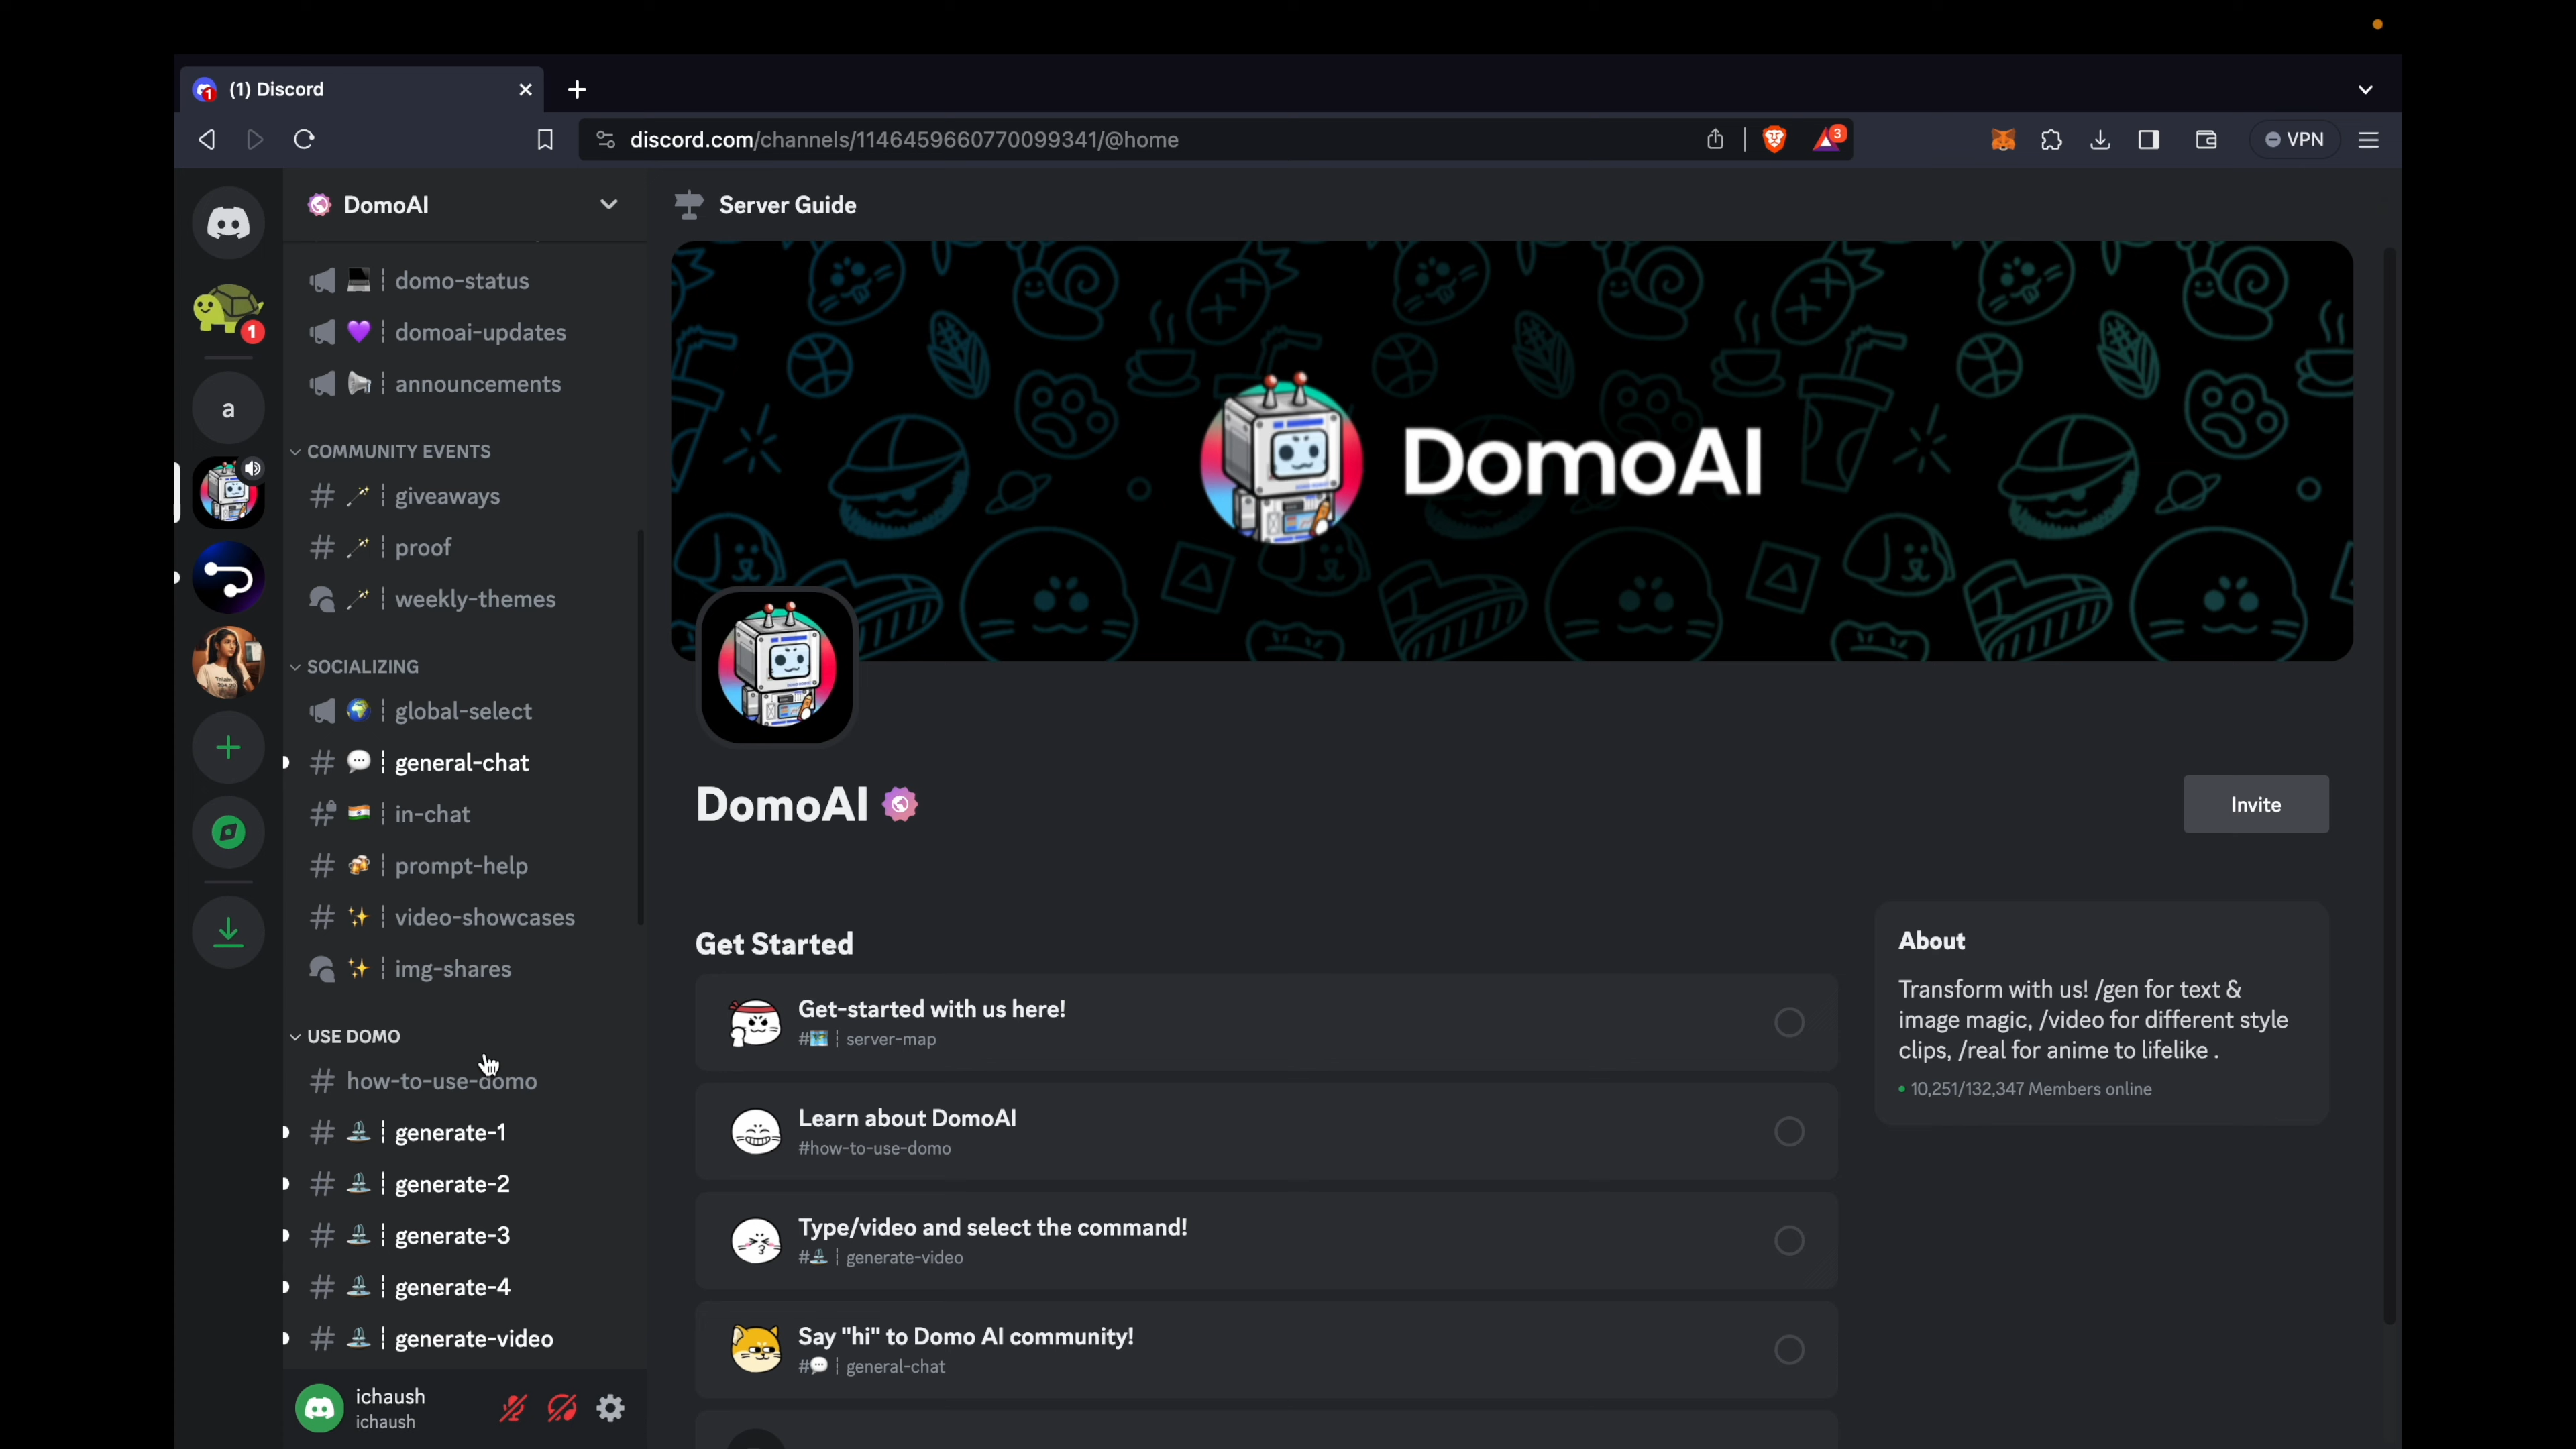 (1) Discord
discord.com/channels/1146459660770099341/@home
3
VPN
DomoAI
Server Guide
domo-status
domoai-updates
announcements
COMMUNITY EVENTS
giveaways
proof
weekly-themes
SOCIALIZING
global-select
general-chat
in-chat
prompt-help
video-showcases
img-shares
USE DOMO
how-to-use-domo
generate-1
generate-2
generate-3
generate-4
generate-video
ichaush
ichaush
1
a
DomoAI
DomoAI
Invite
Get Started
Get-started with us here!
# server-map
Learn about DomoAI
#how-to-use-domo
Type/video and select the command!
# generate-video
Say "hi" to Domo AI community!
# general-chat
About
Transform with us! /gen for text &
image magic, /video for different style
clips, /real for anime to lifelike .
10,251/132,347 Members online